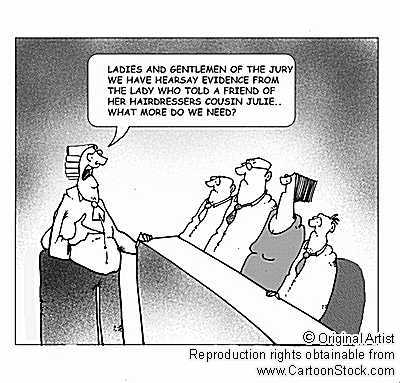 LADIES AND GENTLEMEN OF THE JURY
WE HAVE HEARSAY EVIDENCE FROM
THE LADY WHO TOLD A FRIEND OF
HER HAIRDRESSERS COUSIN JULIE..
WHAT MORE DO WE NEED?
© Original Artist
Reproduction rights obtainable from
www.CartoonStock.com